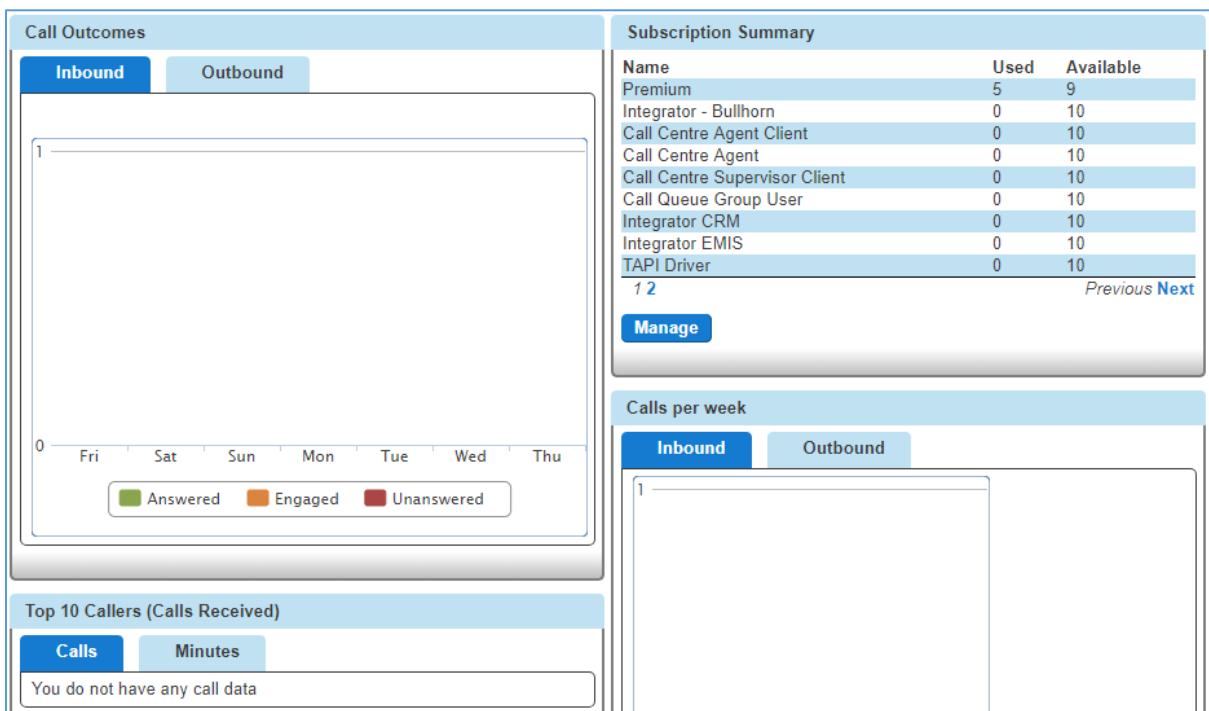 Call Outcomes
Inbound Outbound
1
0
Fri Sat Sun Mon Tue Wed Thu
Answered Engaged Unanswered
Top 10 Callers (Calls Received)
Calls Minutes
You do not have any call data
Subscription Summary
Name Used Available
Premium 5 9
Integrator - Bullhorn 0 10
Call Centre Agent Client 0 10
Call Centre Agent 0 10
Call Centre Supervisor Client 0 10
Call Queue Group User 0 10
Integrator CRM 0 10
Integrator EMIS 0 10
TAPI Driver 0 10
1 2 Previous Next
Manage
Calls per week
Inbound Outbound
1